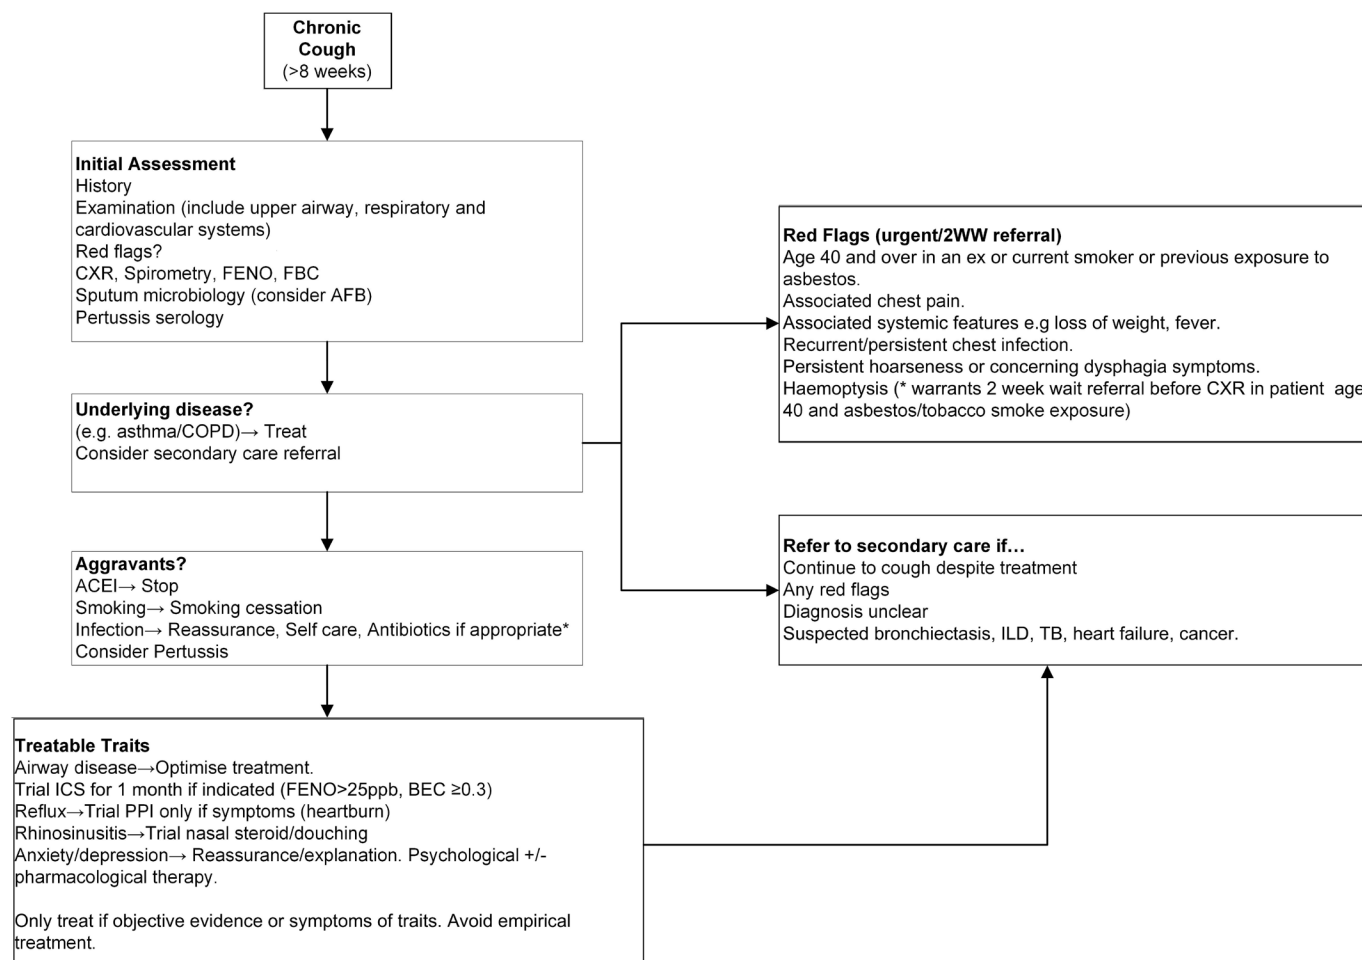 Chronic
Cough
(>8 weeks)
Initial Assessment
History
Examination (include upper airway, respiratory and
cardiovascular systems)
Red flags?
CXR, Spirometry, FENO, FBC
Sputum microbiology (consider AFB)
Pertussis serology
Underlying disease?
(e.g. asthma/COPD)→ Treat
Consider secondary care referral
Aggravants?
ACEI→ Stop
Smoking→ Smoking cessation
Infection→ Reassurance, Self care, Antibiotics if appropriate*
Consider Pertussis
Treatable Traits
Airway disease→Optimise treatment.
Trial ICS for 1 month if indicated (FENO>25ppb, BEC ≥0.3)
Reflux→Trial PPI only if symptoms (heartburn)
Rhinosinusitis→Trial nasal steroid/douching
Anxiety/depression→ Reassurance/explanation. Psychological +/-
pharmacological therapy.
Only treat if objective evidence or symptoms of traits. Avoid empirical
treatment.
Red Flags (urgent/2WW referral)
Age 40 and over in an ex or current smoker or previous exposure to
asbestos.
Associated chest pain.
Associated systemic features e.g loss of weight, fever.
Recurrent/persistent chest infection.
Persistent hoarseness or concerning dysphagia symptoms.
Haemoptysis (* warrants 2 week wait referral before CXR in patient age
40 and asbestos/tobacco smoke exposure)
Refer to secondary care if…
Continue to cough despite treatment
Any red flags
Diagnosis unclear
Suspected bronchiectasis, ILD, TB, heart failure, cancer.